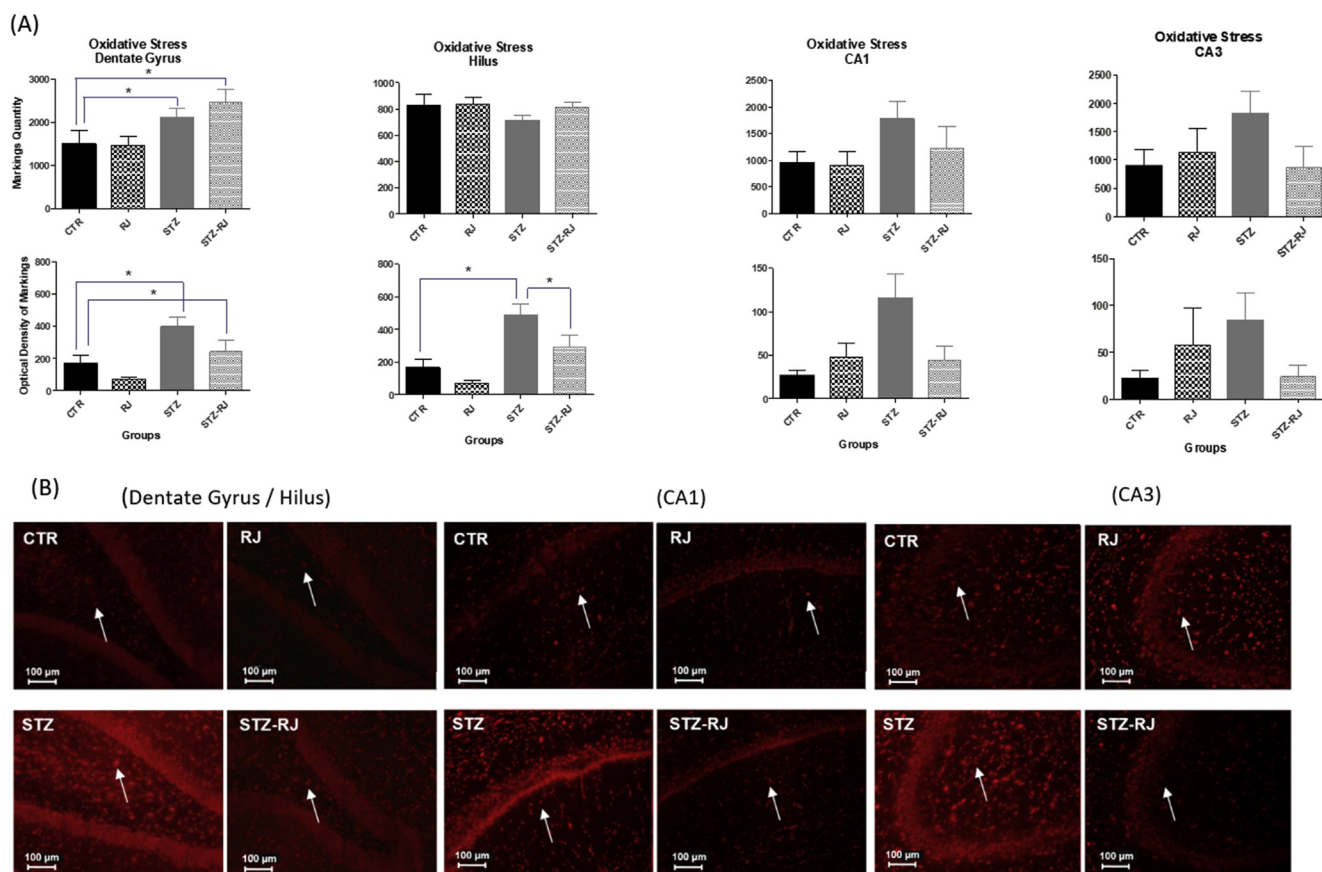 (A)
Oxidative Stress
Dentate Gyrus
Markings Quantity
3000
2000
1000
0
*
*
CTR
RJ
STZ
STZ-RJ
Oxidative Stress
Hilus
1000
800
600
400
200
0
CTR
RJ
STZ
STZ-RJ
Oxidative Stress
CA1
2500
2000
1500
1000
500
0
CTR
RJ
STZ
STZ-RJ
Oxidative Stress
CA3
2500
2000
1500
1000
500
0
CTR
RJ
STZ
STZ-RJ
Optical Density of Markings
800
600
400
200
0
*
*
CTR
RJ
STZ
STZ-RJ
Groups
800
600
400
200
0
*
*
CTR
RJ
STZ
STZ-RJ
Groups
150
100
50
0
CTR
RJ
STZ
STZ-RJ
Groups
150
100
50
0
CTR
RJ
STZ
STZ-RJ
Groups
(B)
(Dentate Gyrus / Hilus)
(CA1)
(CA3)
CTR
100 µm
RJ
100 µm
CTR
100 µm
RJ
100 µm
CTR
100 µm
RJ
100 µm
STZ
100 µm
STZ-RJ
100 µm
STZ
100 µm
STZ-RJ
100 µm
STZ
100 µm
STZ-RJ
100 µm